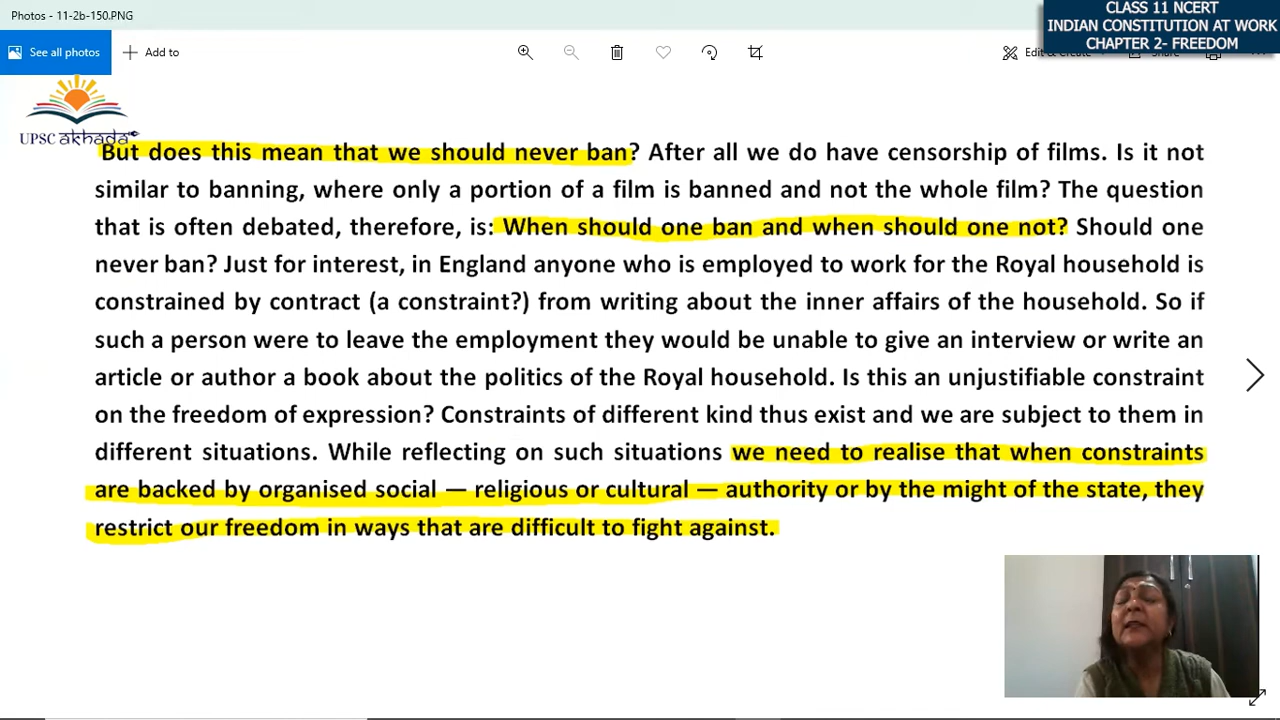 Photos - 11-2b-150.PNG
CLASS 11 NCERT
INDIAN CONSTITUTION AT WORK
CHAPTER 2- FREEDOM
See all photos
Add to
Edit & Create
Share
UPSC akhada
But does this mean that we should never ban? After all we do have censorship of films. Is it not
similar to banning, where only a portion of a film is banned and not the whole film? The question
that is often debated, therefore, is: When should one ban and when should one not? Should one
never ban? Just for interest, in England anyone who is employed to work for the Royal household is
constrained by contract (a constraint?) from writing about the inner affairs of the household. So if
such a person were to leave the employment they would be unable to give an interview or write an
article or author a book about the politics of the Royal household. Is this an unjustifiable constraint
on the freedom of expression? Constraints of different kind thus exist and we are subject to them in
different situations. While reflecting on such situations we need to realise that when constraints
are backed by organised social — religious or cultural — authority or by the might of the state, they
restrict our freedom in ways that are difficult to fight against.